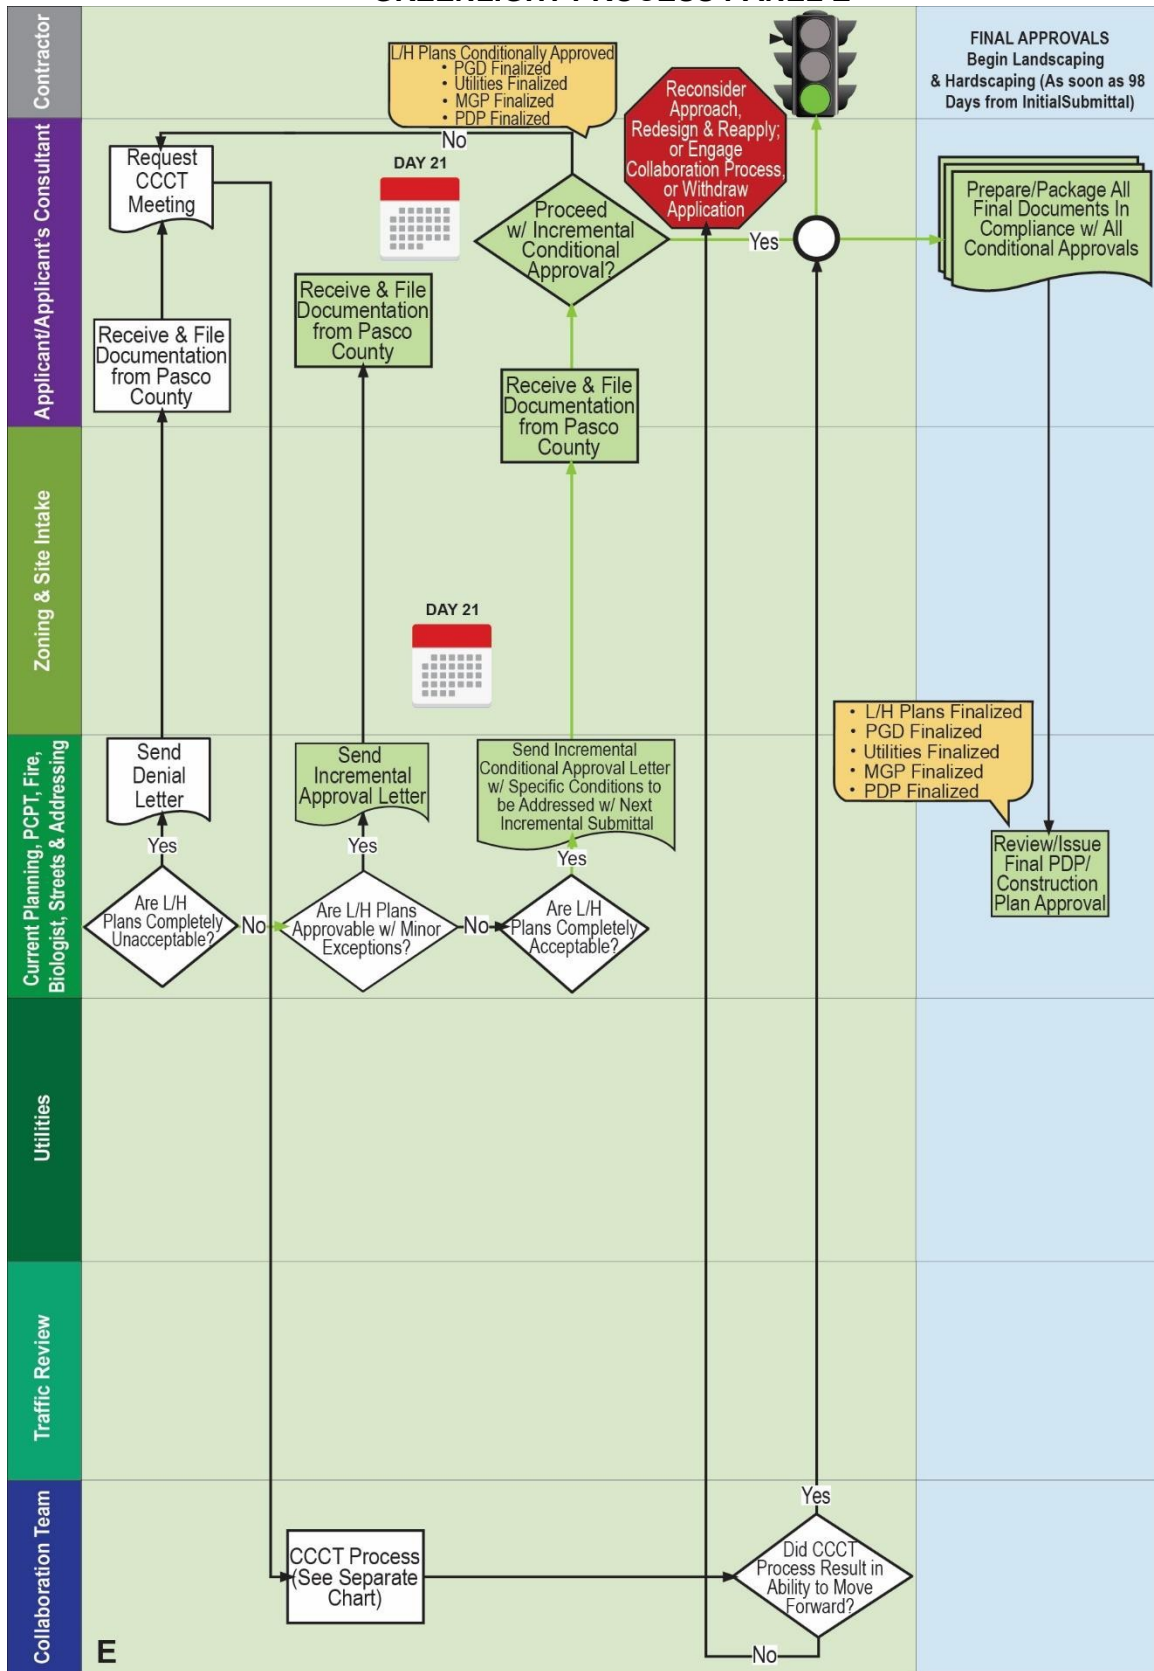 GREENLIGHT PROCESS PANEL E
Contractor
Applicant/Applicant's Consultant
Zoning & Site Intake
Current Planning, PCPT, Fire,
Biologist, Streets & Addressing
Utilities
Traffic Review
Collaboration Team
L/H Plans Conditionally Approved
• PGD Finalized
• Utilities Finalized
• MGP Finalized
• PDP Finalized
FINAL APPROVALS
Begin Landscaping
& Hardscaping (As soon as 98
Days from InitialSubmittal)
Reconsider
Approach,
Redesign & Reapply;
or Engage
Collaboration Process,
or Withdraw
Application
No
Request
CCCT
Meeting
DAY 21
Proceed
w/ Incremental
Conditional
Approval?
Yes
Prepare/Package All
Final Documents In
Compliance w/ All
Conditional Approvals
Receive & File
Documentation
from Pasco
County
Receive & File
Documentation
from Pasco
County
Receive & File
Documentation
from Pasco
County
DAY 21
• L/H Plans Finalized
• PGD Finalized
• Utilities Finalized
• MGP Finalized
• PDP Finalized
Send
Denial
Letter
Send
Incremental
Approval Letter
Send Incremental
Conditional Approval Letter
w/ Specific Conditions to
be Addressed w/ Next
Incremental Submittal
Yes
Yes
Yes
Review/Issue
Final PDP/
Construction
Plan Approval
Are L/H
Plans Completely
Unacceptable?
No
Are L/H Plans
Approvable w/ Minor
Exceptions?
No
Are L/H
Plans Completely
Acceptable?
Yes
CCCT Process
(See Separate
Chart)
Did CCCT
Process Result in
Ability to Move
Forward?
No
E